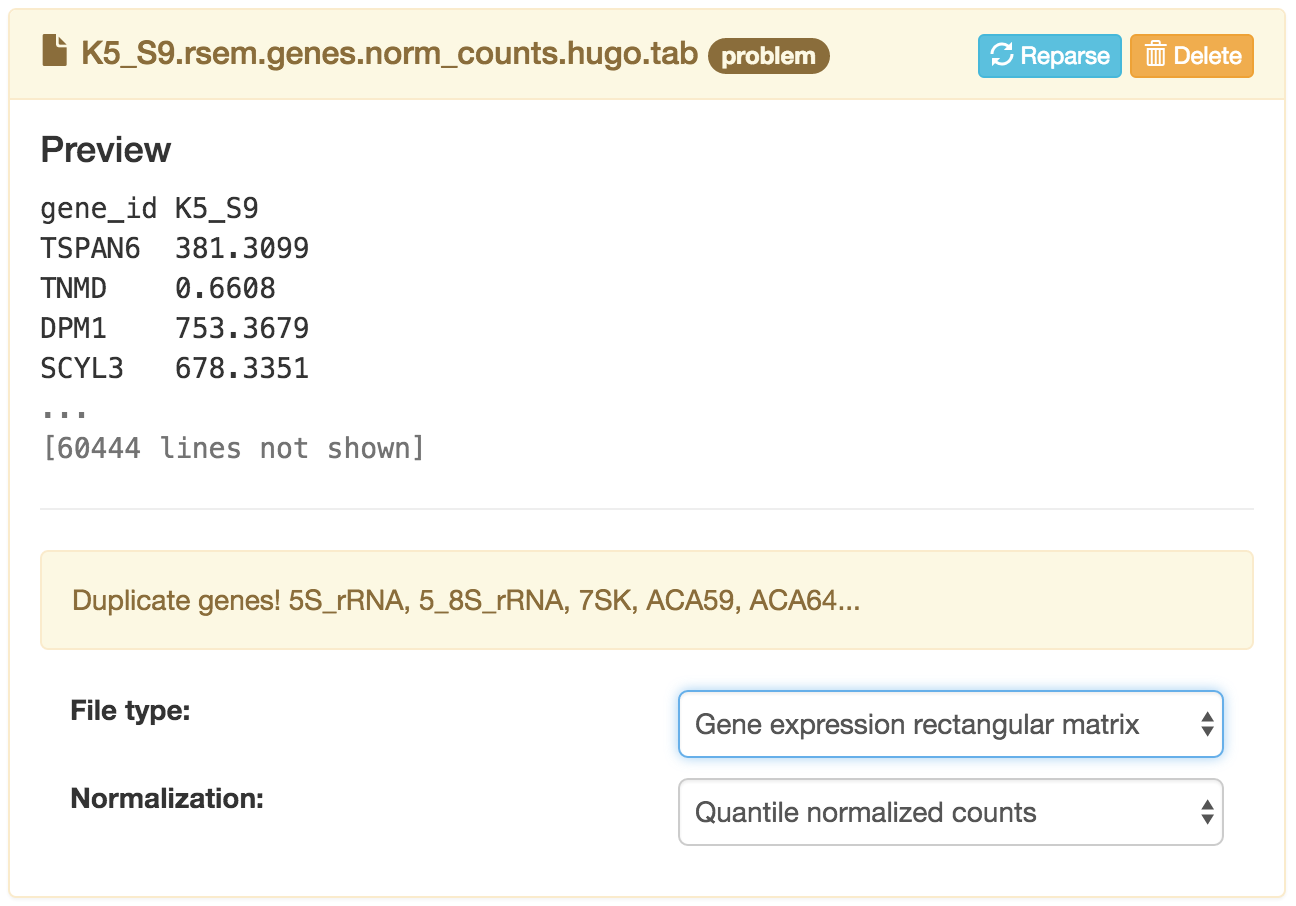 K5_S9.rsem.genes.norm_counts.hugo.tab problem Reparse Delete
Preview
gene_id K5_S9
TSPAN6 381.3099
TNMD 0.6608
DPM1 753.3679
SCYL3 678.3351
...
[60444 lines not shown]
Duplicate genes! 5S_rRNA, 5_8S_rRNA, 7SK, ACA59, ACA64...
File type: Gene expression rectangular matrix
Normalization: Quantile normalized counts